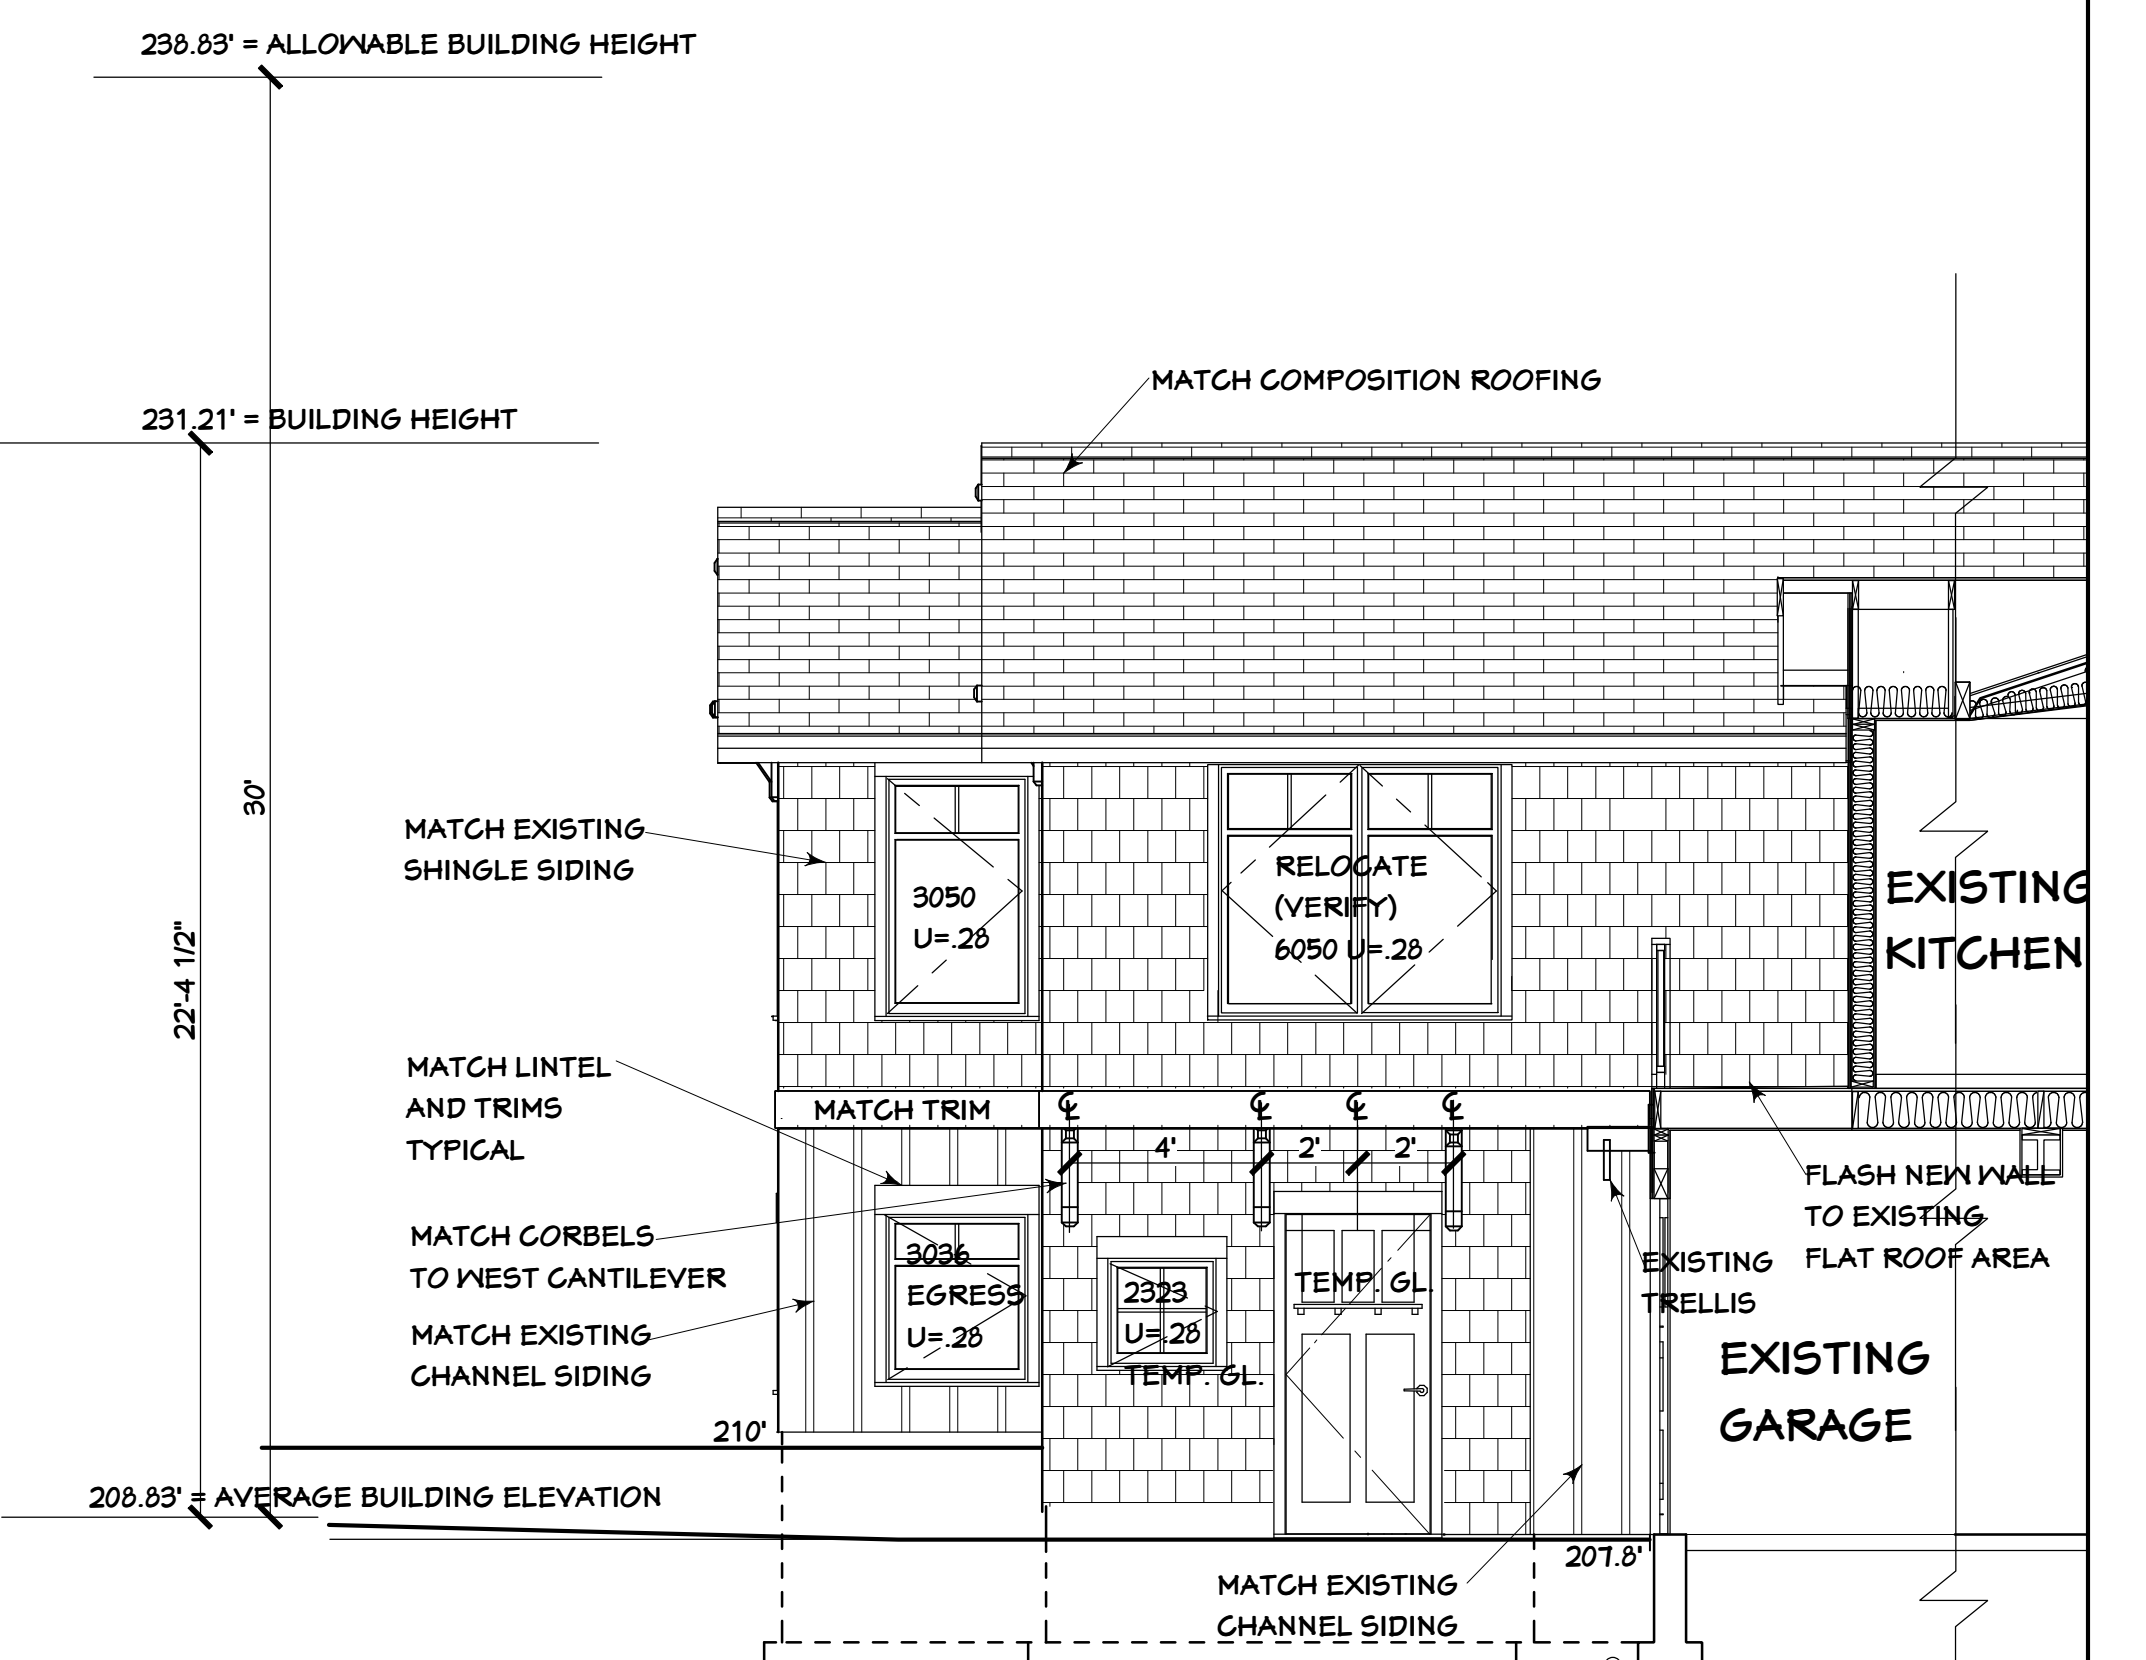 238.83' = ALLOWABLE BUILDING HEIGHT
MATCH COMPOSITION ROOFING
231.21' = BUILDING HEIGHT
30'
22'-4 1/2"
MATCH EXISTING
SHINGLE SIDING
3050
U=.28
RELOCATE
(VERIFY)
6050 U=.28
EXISTING
KITCHEN
MATCH LINTEL
AND TRIMS
TYPICAL
MATCH TRIM
℄ ℄ ℄ ℄
4' 2' 2'
MATCH CORBELS
TO WEST CANTILEVER
MATCH EXISTING
CHANNEL SIDING
3036
EGRESS
U=.28
2323
U=.28
TEMP. GL.
TEMP. GL.
FLASH NEW WALL
TO EXISTING
FLAT ROOF AREA
EXISTING
TRELLIS
EXISTING
GARAGE
210'
208.83' = AVERAGE BUILDING ELEVATION
207.8'
MATCH EXISTING
CHANNEL SIDING